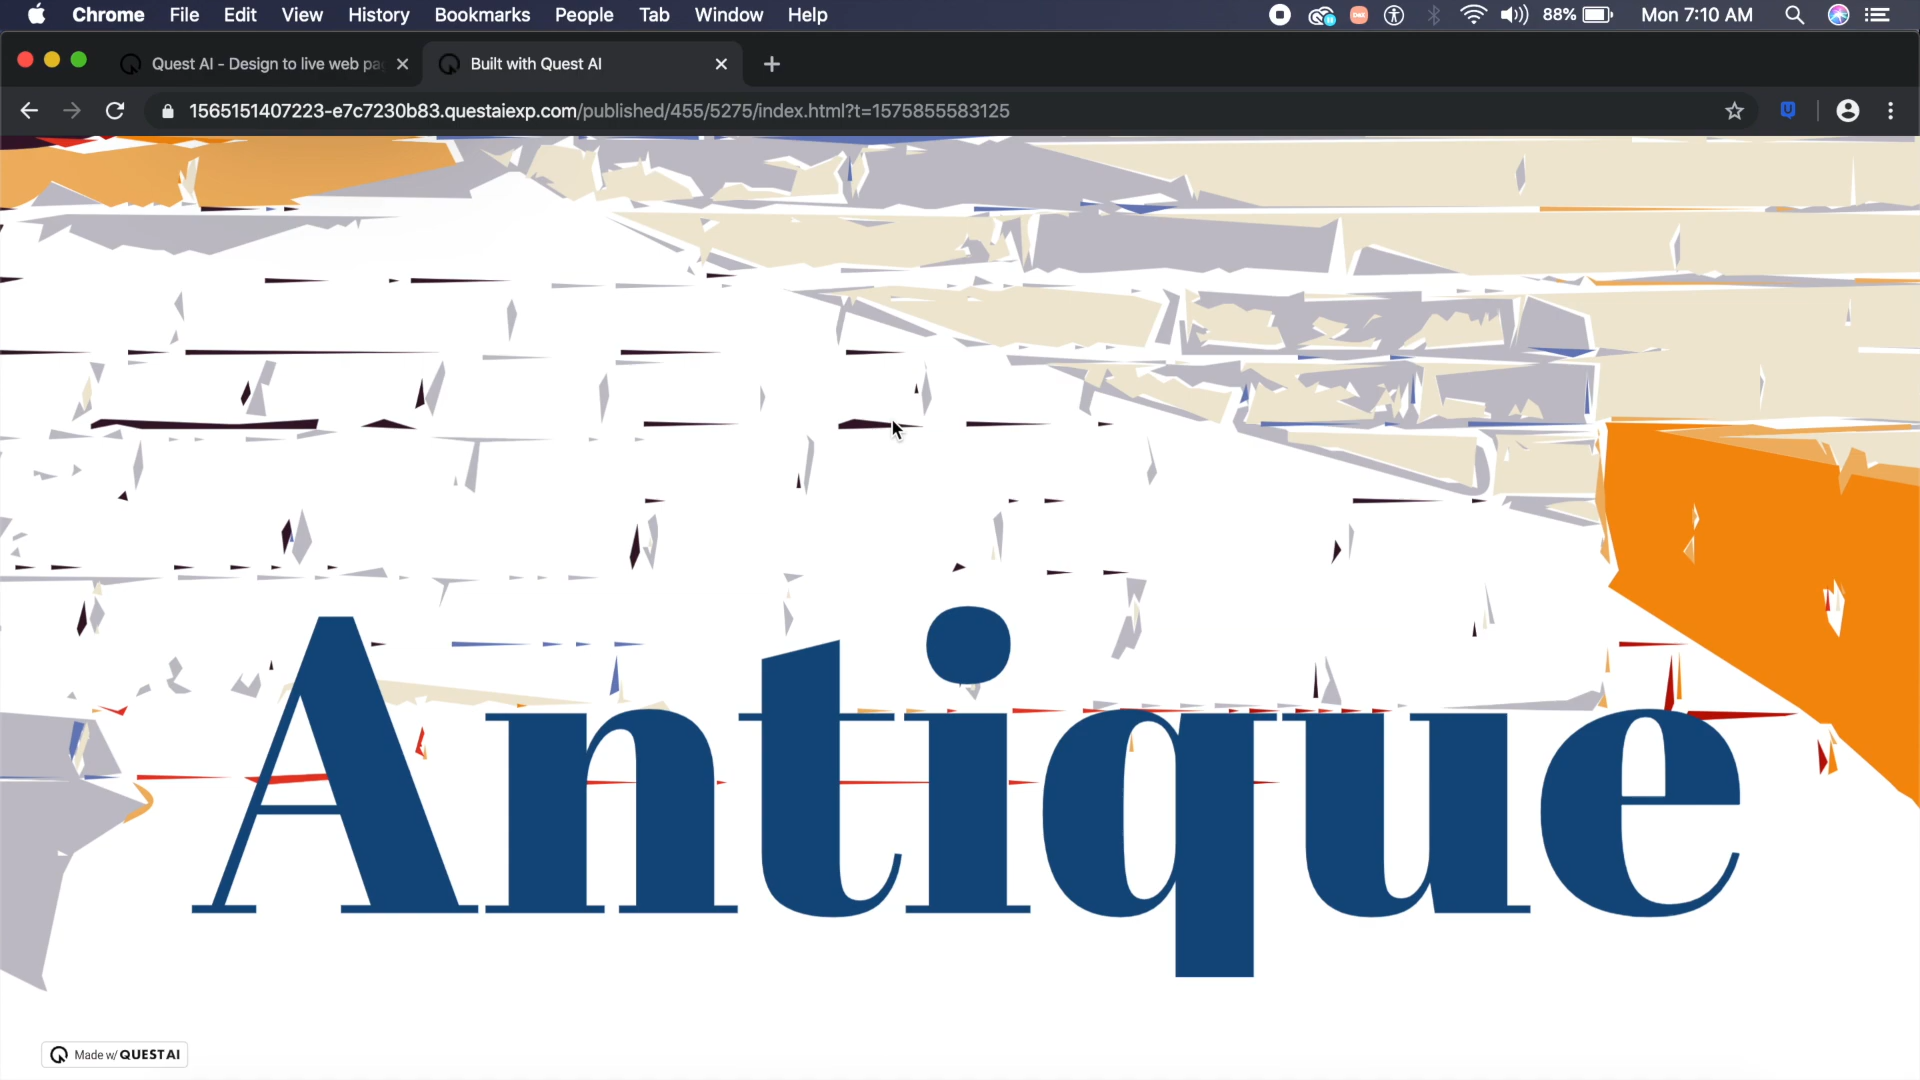 Chrome File Edit View History Bookmarks People Tab Window Help 88% Mon 7:10 AM
Quest AI - Design to live web pa Built with Quest AI
1565151407223-e7c7230b83.questaiexp.com/published/455/5275/index.html?t=1575855583125
Antique
Made w/ QUEST AI